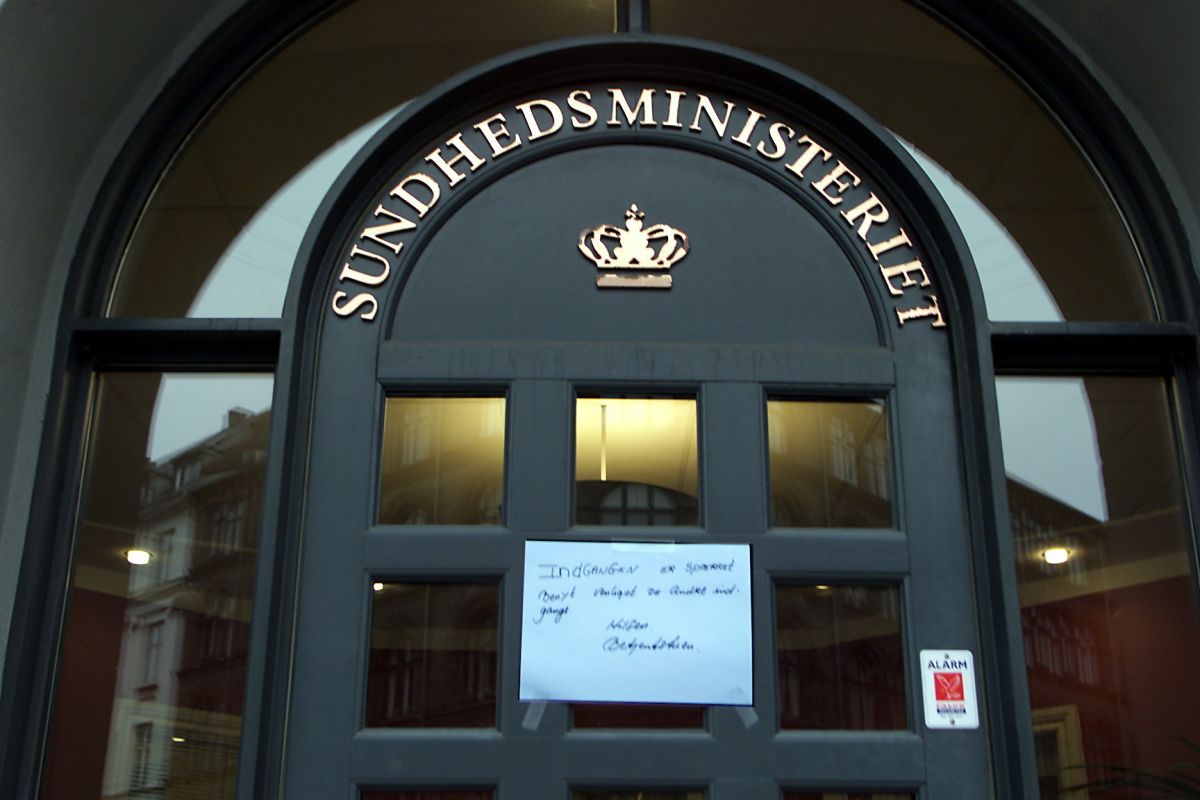 SUNDHEDSMINISTERIET
INDGANGEN ER SPÆRRET
Benyt Venligst de andre ind-
gange
Hilsen
Betjentstuen.
ALARM